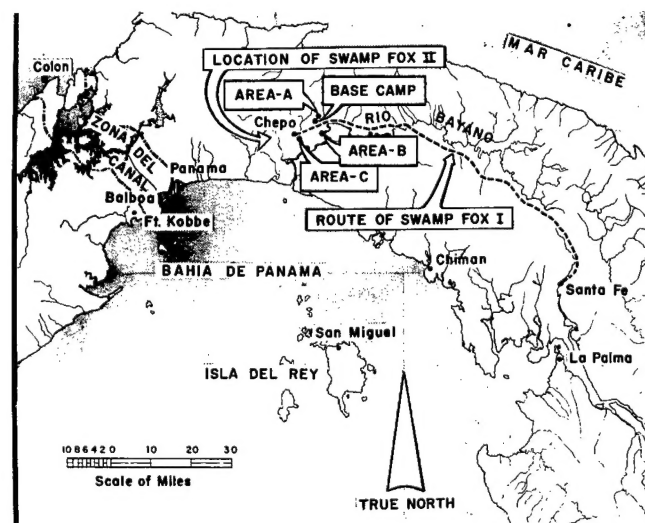 MAR CARIBE
LOCATION OF SWAMP FOX II
Colon
AREA-A
BASE CAMP
Chepo
RIO
BAYANO
ZONA DEL
CANAL
AREA-B
AREA-C
Panama
Balboa
Ft. Kobbe
ROUTE OF SWAMP FOX I
BAHIA DE PANAMA
Chiman
Santa Fe
San Miguel
La Palma
ISLA DEL REY
10 8 6 4 2 0 10 20 30
Scale of Miles
TRUE NORTH